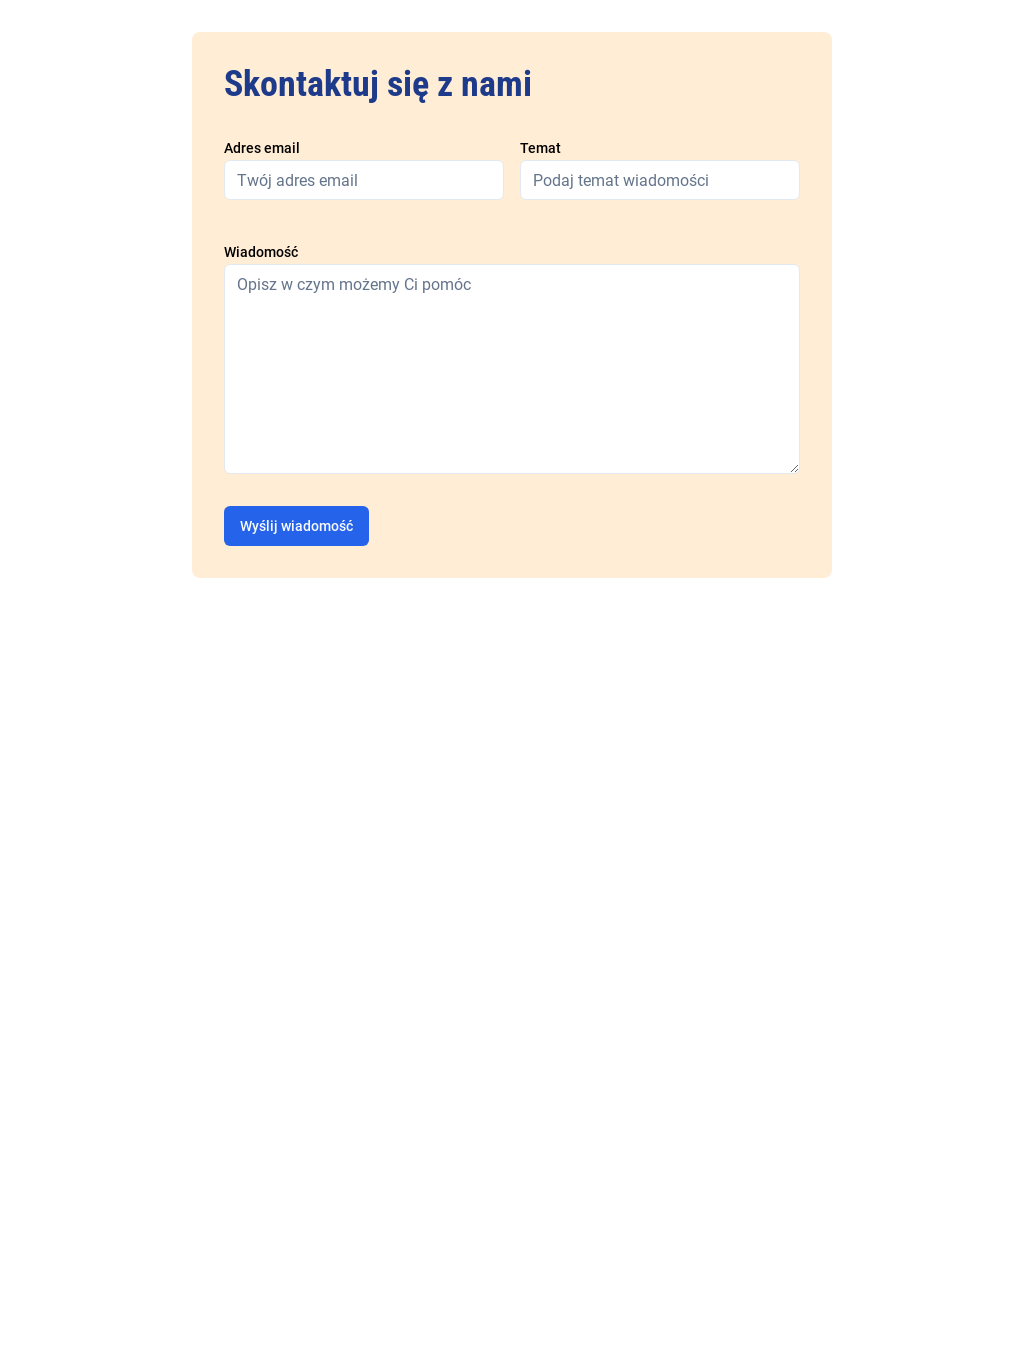 Skontaktuj się z nami
Adres email
Temat
Twój adres email
Podaj temat wiadomości
Wiadomość
Opisz w czym możemy Ci pomóc
Wyślij wiadomość